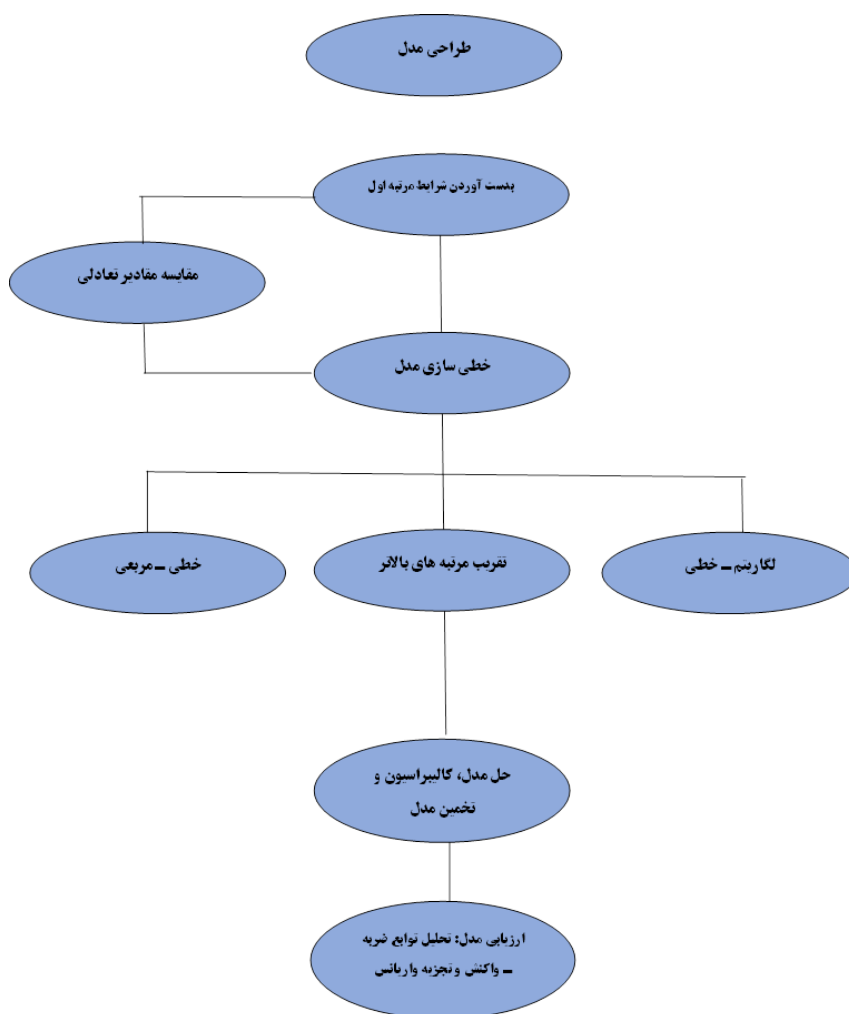 طراحی مدل
بدست آوردن شرایط مرتبه اول
مقایسه مقادیر تعادلی
خطی سازی مدل
لگاریتم – خطی
تقریب مرتبه های بالاتر
خطی – مربعی
حل مدل، کالیبراسیون و
تخمین مدل
ارزیابی مدل: تحلیل توابع ضربه
– واکنش و تجزیه واریانس